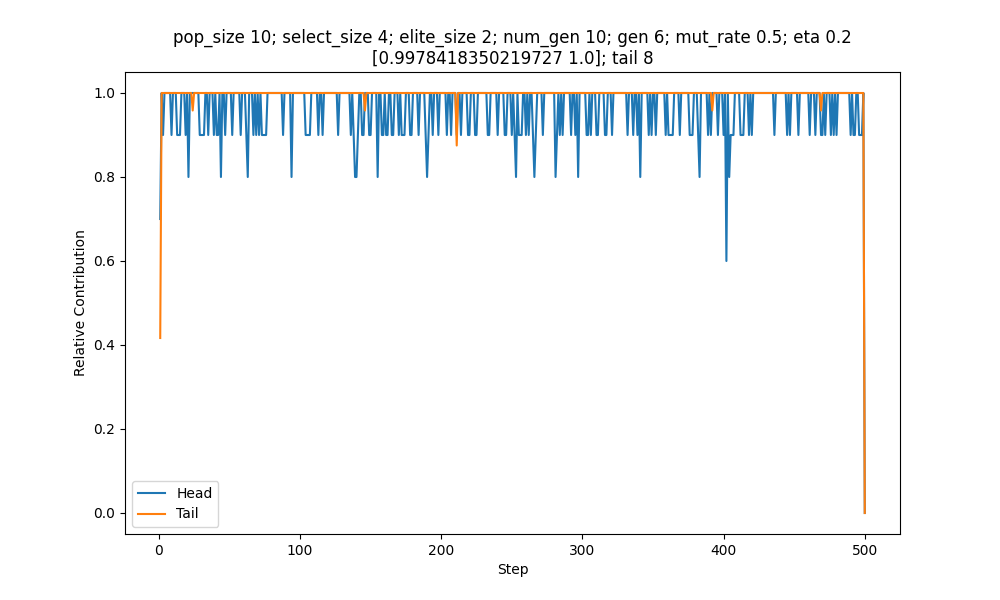 pop_size 10; select_size 4; elite_size 2; num_gen 10; gen 6; mut_rate 0.5; eta 0.2
[0.9978418350219727 1.0]; tail 8
1.0
0.8
0.6
0.4
0.2
0.0
Relative Contribution
Head
Tail
0
100
200
300
400
500
Step